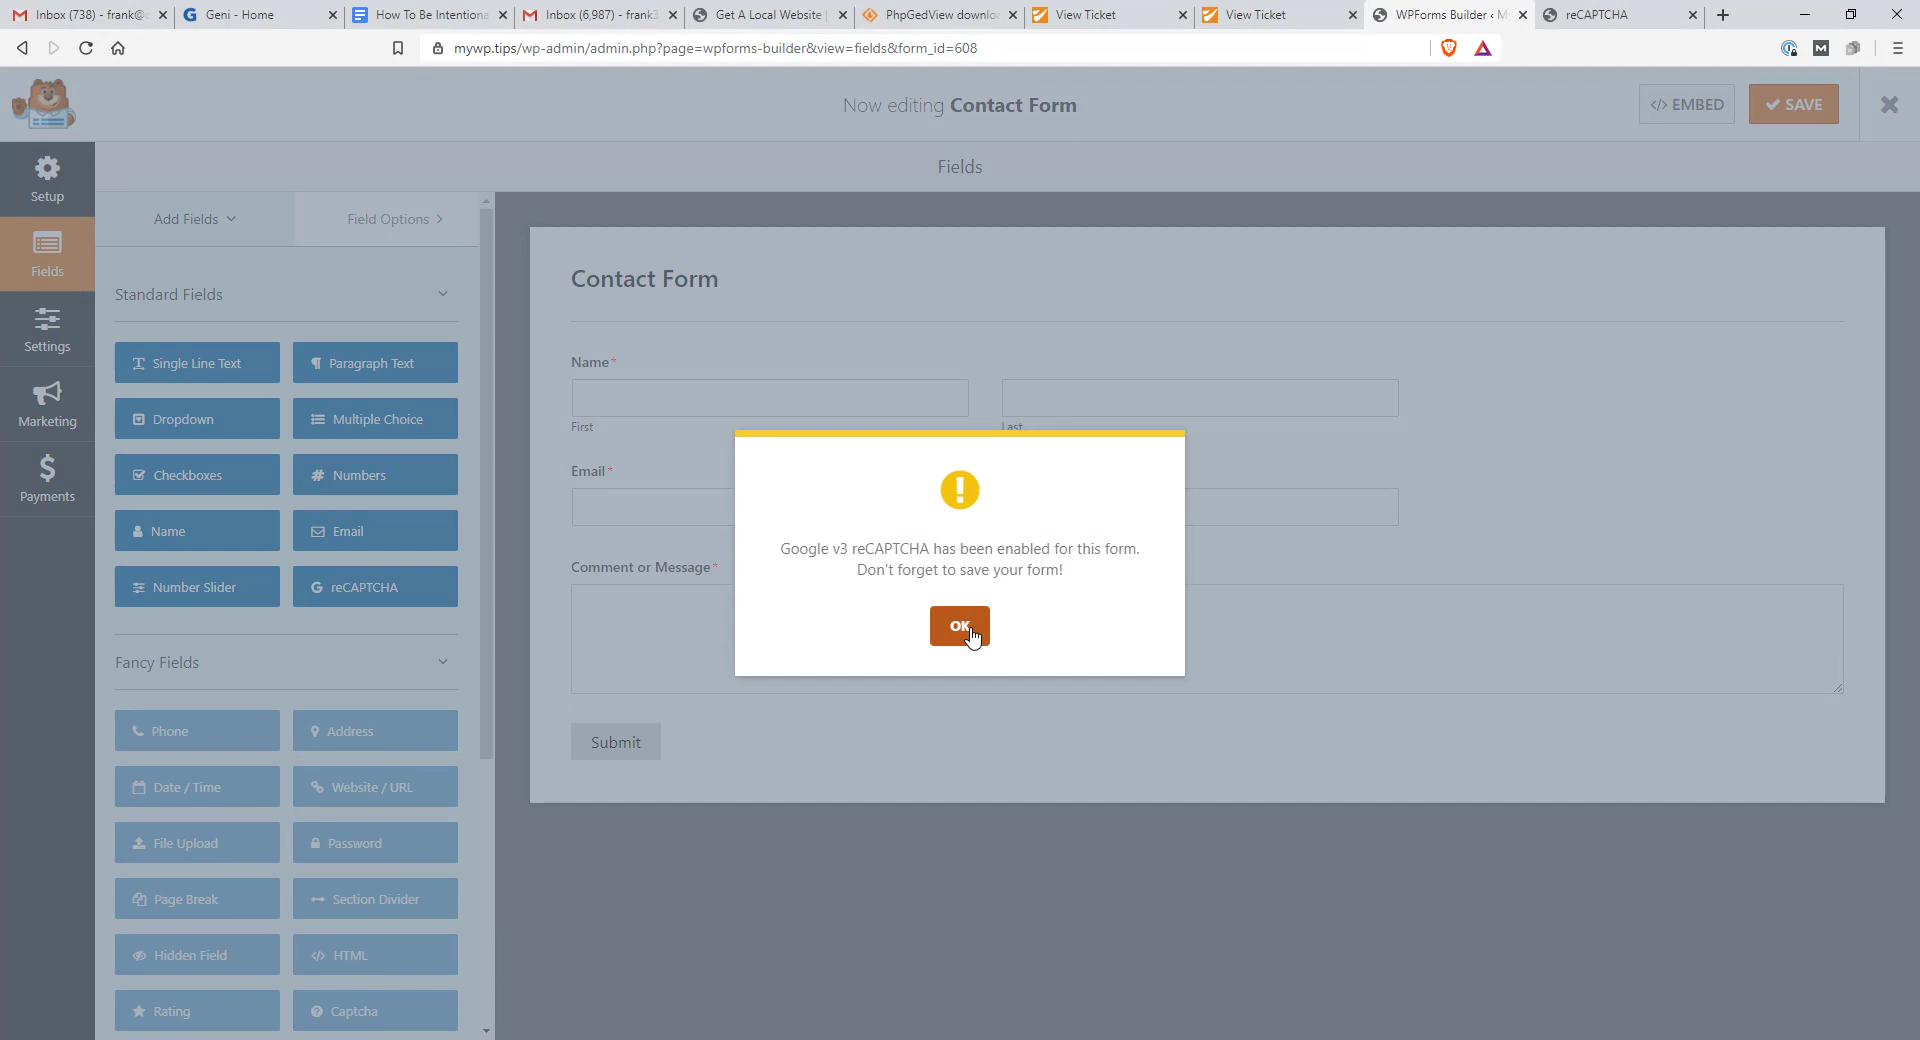 Inbox (738) - frank@
Geni - Home
How To Be Intentiona
Inbox (6,987) - frank
Get A Local Website
PhpGedView downlo
View Ticket
View Ticket
WPForms Builder ‹ M
reCAPTCHA
mywp.tips/wp-admin/admin.php?page=wpforms-builder&view=fields&form_id=608
Now editing Contact Form
</> EMBED
SAVE
Setup
Fields
Settings
Marketing
Payments
Fields
Add Fields
Field Options
Standard Fields
Single Line Text
Paragraph Text
Dropdown
Multiple Choice
Checkboxes
Numbers
Name
Email
Number Slider
reCAPTCHA
Fancy Fields
Phone
Address
Date / Time
Website / URL
File Upload
Password
Page Break
Section Divider
Hidden Field
HTML
Rating
Captcha
Contact Form
Name*
First
Last
Email*
Comment or Message*
Submit
Google v3 reCAPTCHA has been enabled for this form.
Don't forget to save your form!
OK